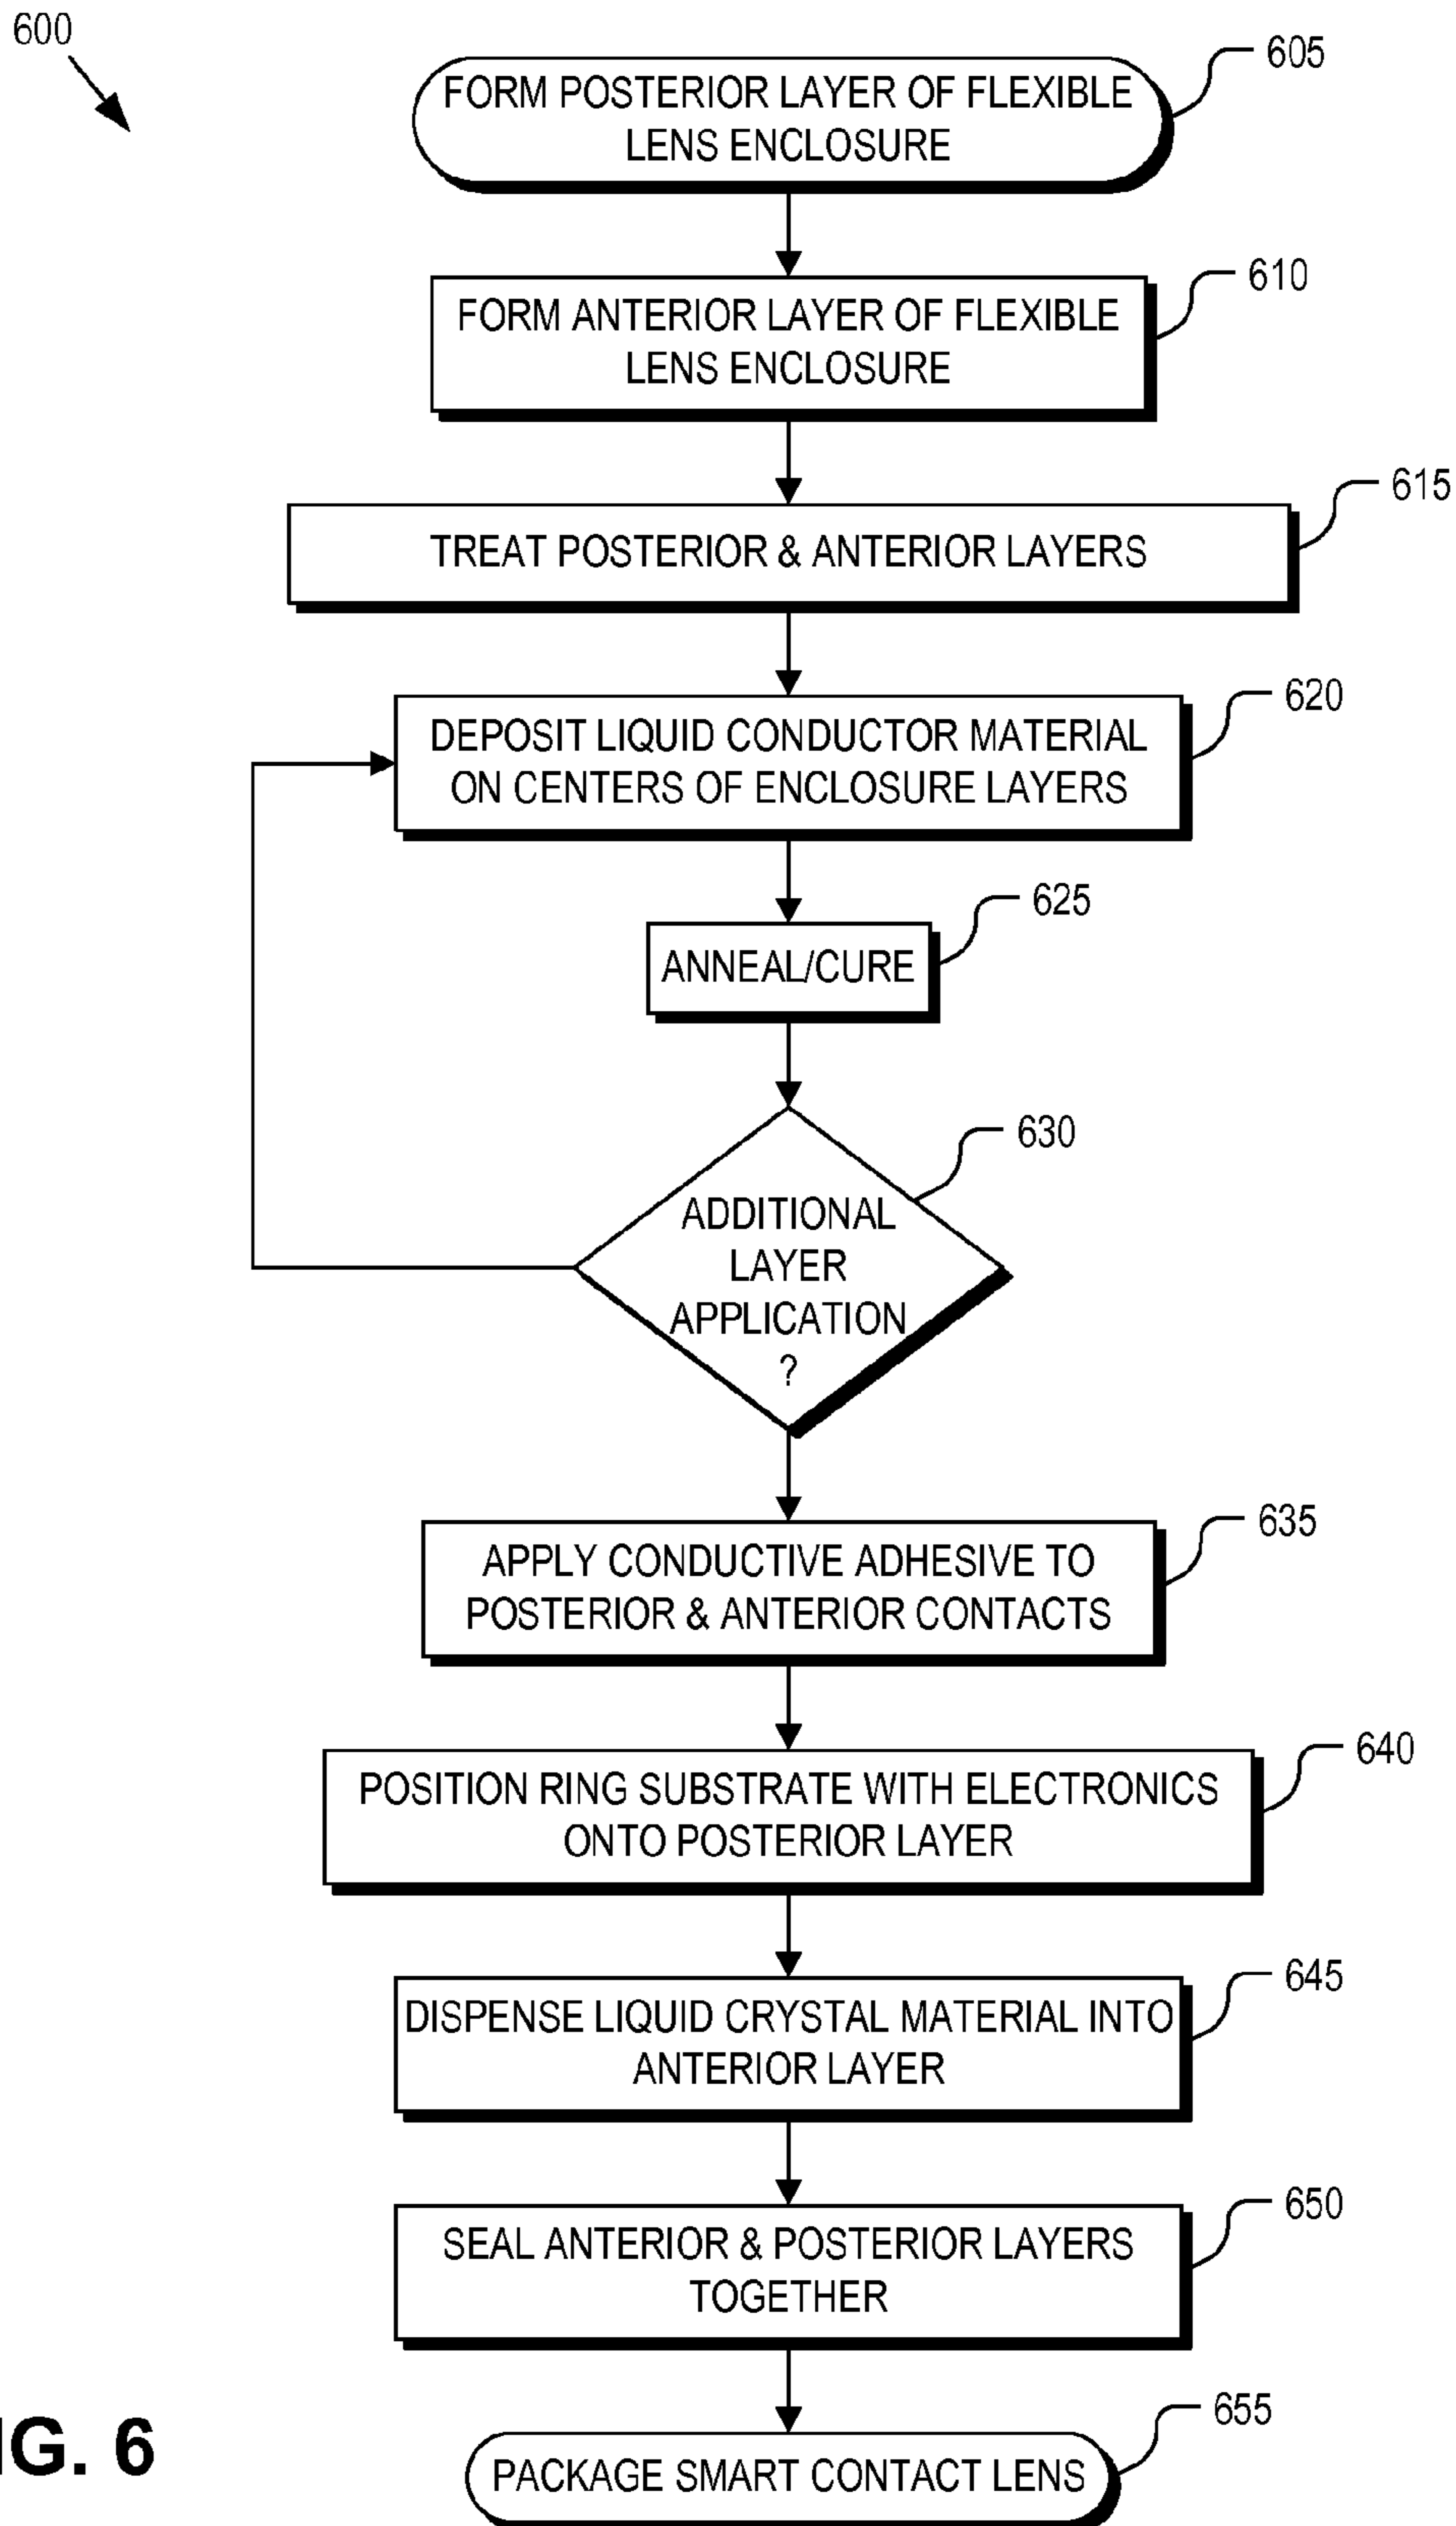 600
FORM POSTERIOR LAYER OF FLEXIBLE
LENS ENCLOSURE
605
FORM ANTERIOR LAYER OF FLEXIBLE
LENS ENCLOSURE
610
TREAT POSTERIOR & ANTERIOR LAYERS
615
DEPOSIT LIQUID CONDUCTOR MATERIAL
ON CENTERS OF ENCLOSURE LAYERS
620
ANNEAL/CURE
625
ADDITIONAL
LAYER
APPLICATION
?
630
APPLY CONDUCTIVE ADHESIVE TO
POSTERIOR & ANTERIOR CONTACTS
635
POSITION RING SUBSTRATE WITH ELECTRONICS
ONTO POSTERIOR LAYER
640
DISPENSE LIQUID CRYSTAL MATERIAL INTO
ANTERIOR LAYER
645
SEAL ANTERIOR & POSTERIOR LAYERS
TOGETHER
650
PACKAGE SMART CONTACT LENS
655
IG. 6